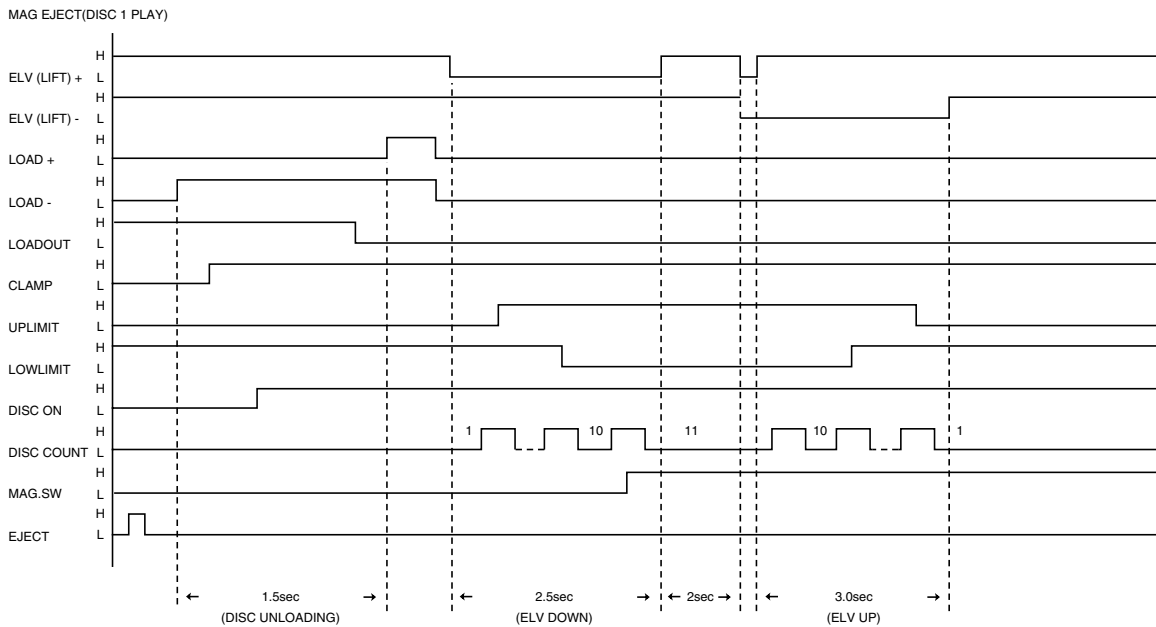 MAG EJECT(DISC 1 PLAY)
H
ELV (LIFT) + L
H
ELV (LIFT) - L
H
LOAD + L
H
LOAD - L
H
LOADOUT L
H
CLAMP L
H
UPLIMIT L
H
LOWLIMIT L
H
DISC ON L
H 1 10 11 10 1
DISC COUNT L
H
MAG.SW L
H
EJECT L
← 1.5sec → ← 2.5sec → ← 2sec → ← 3.0sec →
(DISC UNLOADING) (ELV DOWN) (ELV UP)